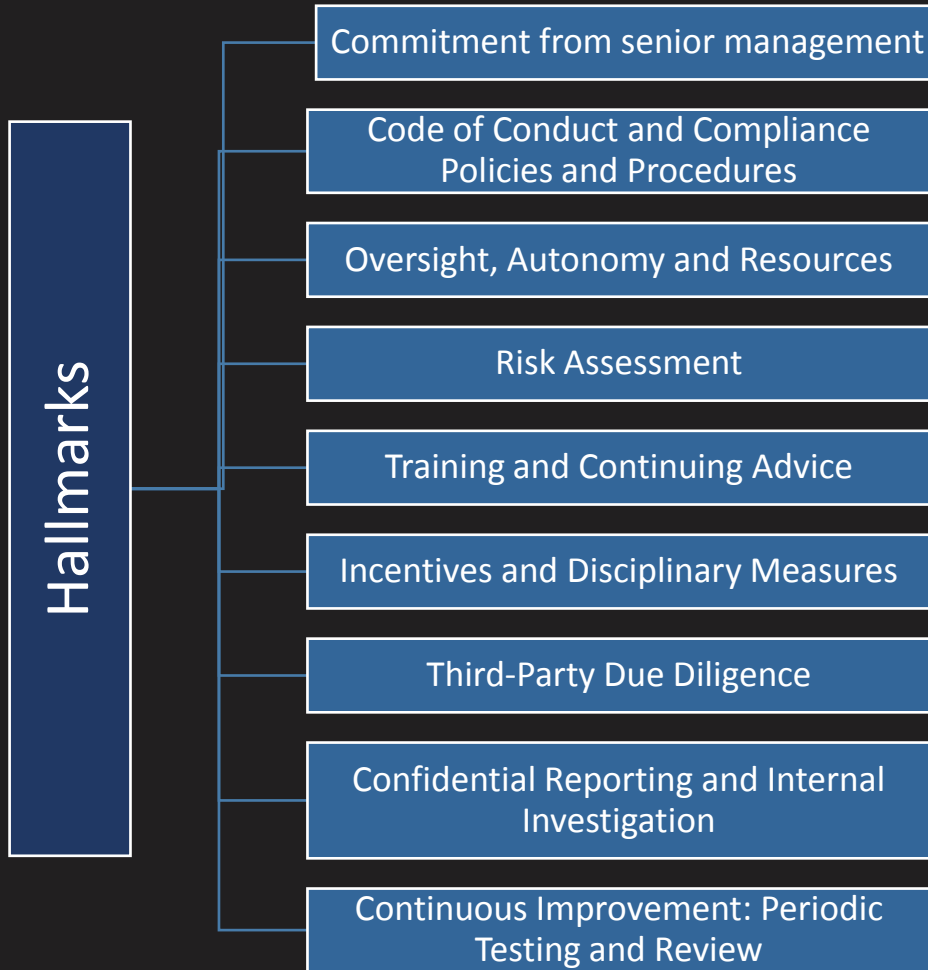 Hallmarks
Commitment from senior management
Code of Conduct and Compliance
Policies and Procedures
Oversight, Autonomy and Resources
Risk Assessment
Training and Continuing Advice
Incentives and Disciplinary Measures
Third-Party Due Diligence
Confidential Reporting and Internal
Investigation
Continuous Improvement: Periodic
Testing and Review